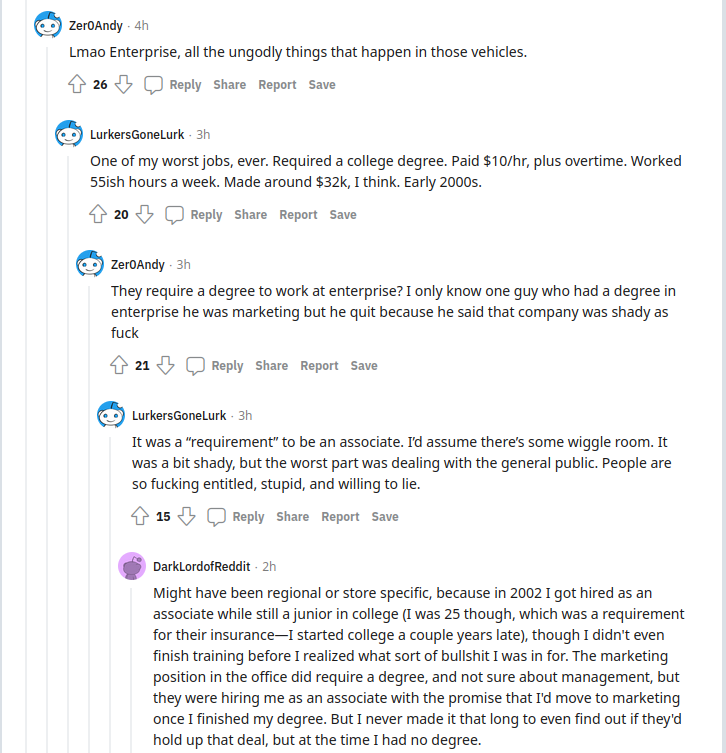 Zer0Andy · 4h
Lmao Enterprise, all the ungodly things that happen in those vehicles.
26 Reply Share Report Save
LurkersGoneLurk · 3h
One of my worst jobs, ever. Required a college degree. Paid $10/hr, plus overtime. Worked
55ish hours a week. Made around $32k, I think. Early 2000s.
20 Reply Share Report Save
Zer0Andy · 3h
They require a degree to work at enterprise? I only know one guy who had a degree in
enterprise he was marketing but he quit because he said that company was shady as
fuck
21 Reply Share Report Save
LurkersGoneLurk · 3h
It was a “requirement” to be an associate. I’d assume there’s some wiggle room. It
was a bit shady, but the worst part was dealing with the general public. People are
so fucking entitled, stupid, and willing to lie.
15 Reply Share Report Save
DarkLordofReddit · 2h
Might have been regional or store specific, because in 2002 I got hired as an
associate while still a junior in college (I was 25 though, which was a requirement
for their insurance—I started college a couple years late), though I didn't even
finish training before I realized what sort of bullshit I was in for. The marketing
position in the office did require a degree, and not sure about management, but
they were hiring me as an associate with the promise that I'd move to marketing
once I finished my degree. But I never made it that long to even find out if they'd
hold up that deal, but at the time I had no degree.